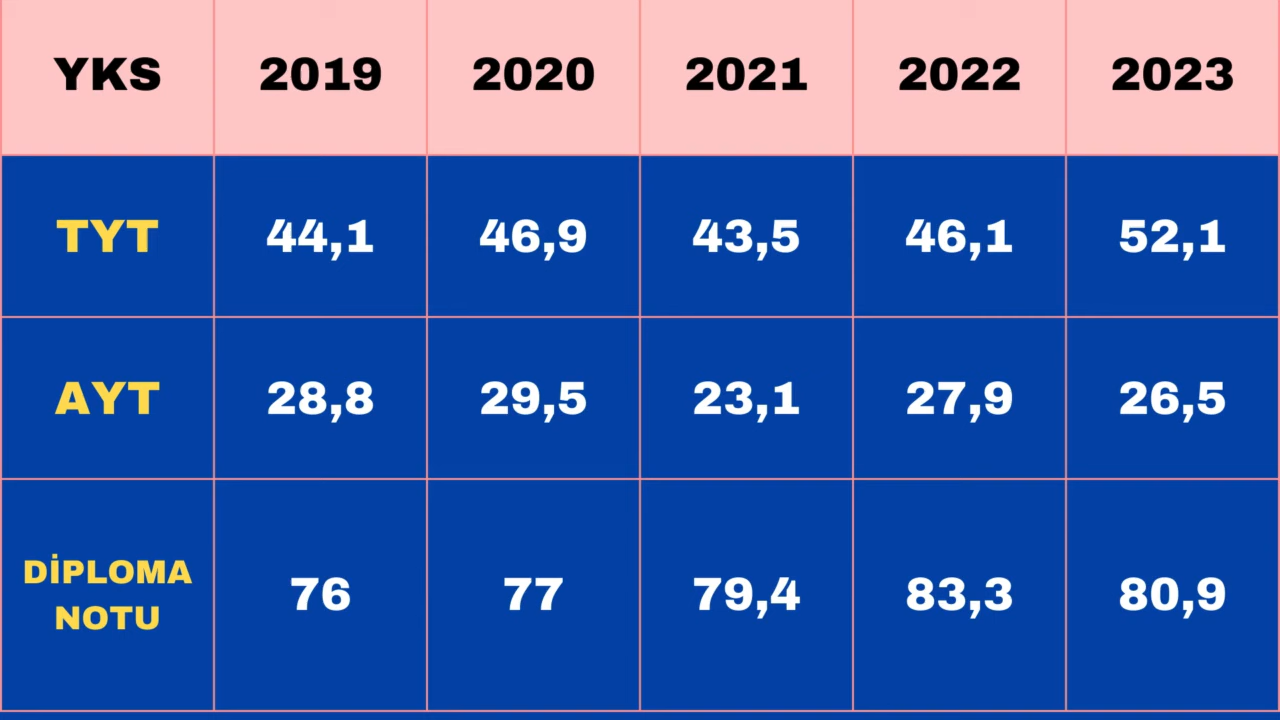 YKS 2019 2020 2021 2022 2023
TYT 44,1 46,9 43,5 46,1 52,1
AYT 28,8 29,5 23,1 27,9 26,5
DİPLOMA
NOTU 76 77 79,4 83,3 80,9